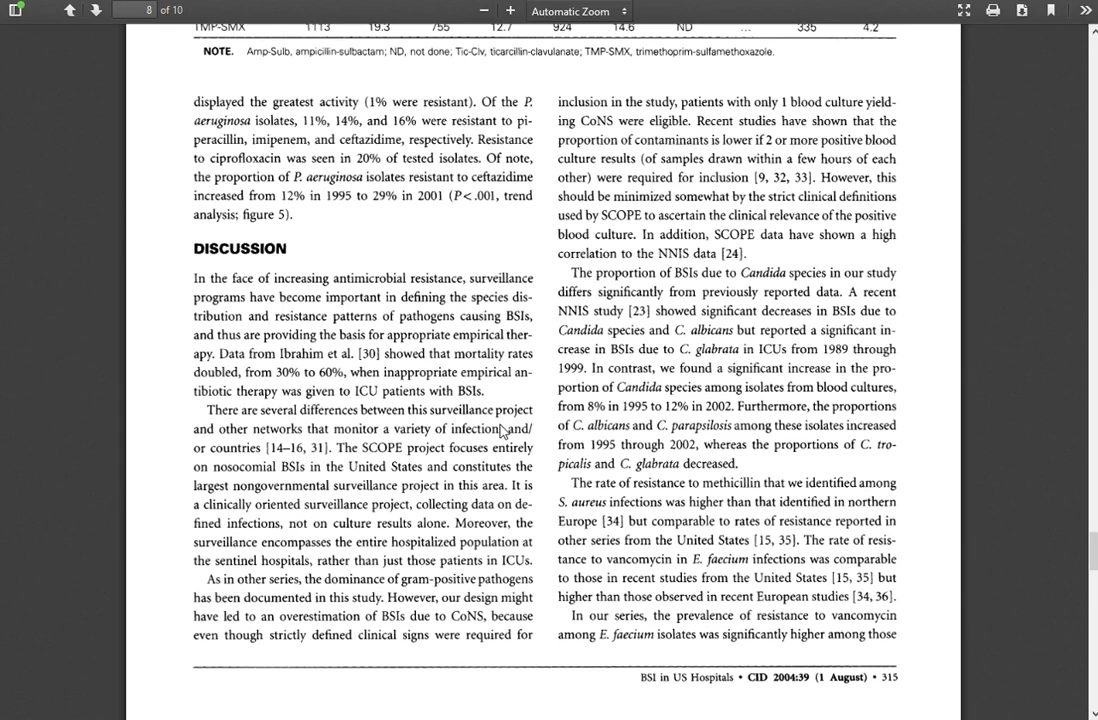 8 of 10
Automatic Zoom
TMP-SMX 1113 19.3 755 12.7 924 14.6 ND ... 335 4.2
NOTE. Amp-Sulb, ampicillin-sulbactam; ND, not done; Tic-Clv, ticarcillin-clavulanate; TMP-SMX, trimethoprim-sulfamethoxazole.
displayed the greatest activity (1% were resistant). Of the P.
aeruginosa isolates, 11%, 14%, and 16% were resistant to pi-
peracillin, imipenem, and ceftazidime, respectively. Resistance
to ciprofloxacin was seen in 20% of tested isolates. Of note,
the proportion of P. aeruginosa isolates resistant to ceftazidime
increased from 12% in 1995 to 29% in 2001 (P<.001, trend
analysis; figure 5).
DISCUSSION
In the face of increasing antimicrobial resistance, surveillance
programs have become important in defining the species dis-
tribution and resistance patterns of pathogens causing BSIs,
and thus are providing the basis for appropriate empirical ther-
apy. Data from Ibrahim et al. [30] showed that mortality rates
doubled, from 30% to 60%, when inappropriate empirical an-
tibiotic therapy was given to ICU patients with BSIs.
There are several differences between this surveillance project
and other networks that monitor a variety of infections and/
or countries [14–16, 31]. The SCOPE project focuses entirely
on nosocomial BSIs in the United States and constitutes the
largest nongovernmental surveillance project in this area. It is
a clinically oriented surveillance project, collecting data on de-
fined infections, not on culture results alone. Moreover, the
surveillance encompasses the entire hospitalized population at
the sentinel hospitals, rather than just those patients in ICUs.
As in other series, the dominance of gram-positive pathogens
has been documented in this study. However, our design might
have led to an overestimation of BSIs due to CoNS, because
even though strictly defined clinical signs were required for
inclusion in the study, patients with only 1 blood culture yield-
ing CoNS were eligible. Recent studies have shown that the
proportion of contaminants is lower if 2 or more positive blood
culture results (of samples drawn within a few hours of each
other) were required for inclusion [9, 32, 33]. However, this
should be minimized somewhat by the strict clinical definitions
used by SCOPE to ascertain the clinical relevance of the positive
blood culture. In addition, SCOPE data have shown a high
correlation to the NNIS data [24].
The proportion of BSIs due to Candida species in our study
differs significantly from previously reported data. A recent
NNIS study [23] showed significant decreases in BSIs due to
Candida species and C. albicans but reported a significant in-
crease in BSIs due to C. glabrata in ICUs from 1989 through
1999. In contrast, we found a significant increase in the pro-
portion of Candida species among isolates from blood cultures,
from 8% in 1995 to 12% in 2002. Furthermore, the proportions
of C. albicans and C. parapsilosis among these isolates increased
from 1995 through 2002, whereas the proportions of C. tro-
picalis and C. glabrata decreased.
The rate of resistance to methicillin that we identified among
S. aureus infections was higher than that identified in northern
Europe [34] but comparable to rates of resistance reported in
other series from the United States [15, 35]. The rate of resis-
tance to vancomycin in E. faecium infections was comparable
to those in recent studies from the United States [15, 35] but
higher than those observed in recent European studies [34, 36].
In our series, the prevalence of resistance to vancomycin
among E. faecium isolates was significantly higher among those
BSI in US Hospitals • CID 2004:39 (1 August) • 315